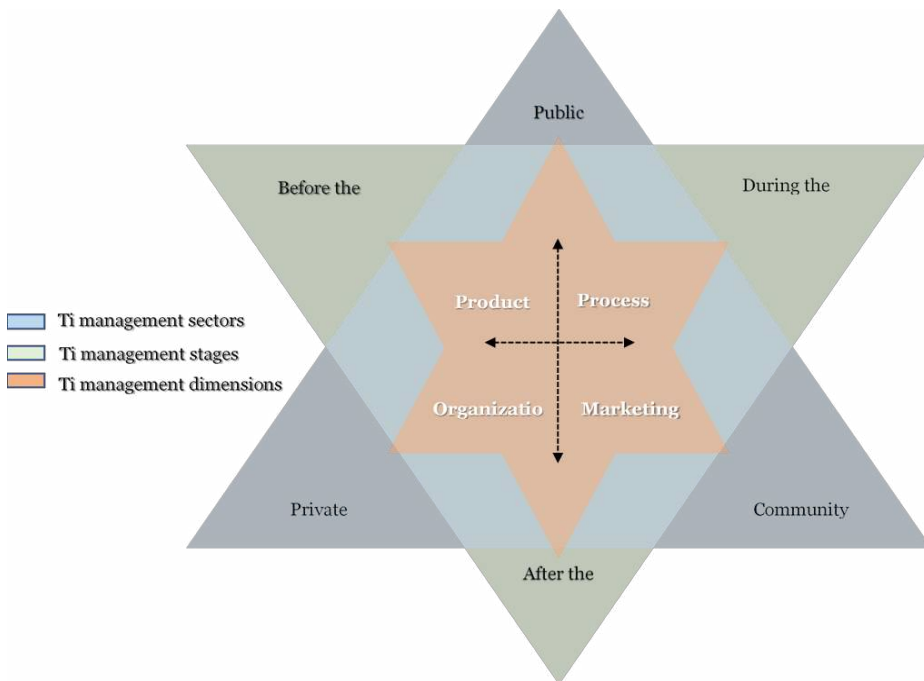 Public
Before the
During the
Product
Process
Ti management sectors
Ti management stages
Ti management dimensions
Organizatio
Marketing
Private
Community
After the